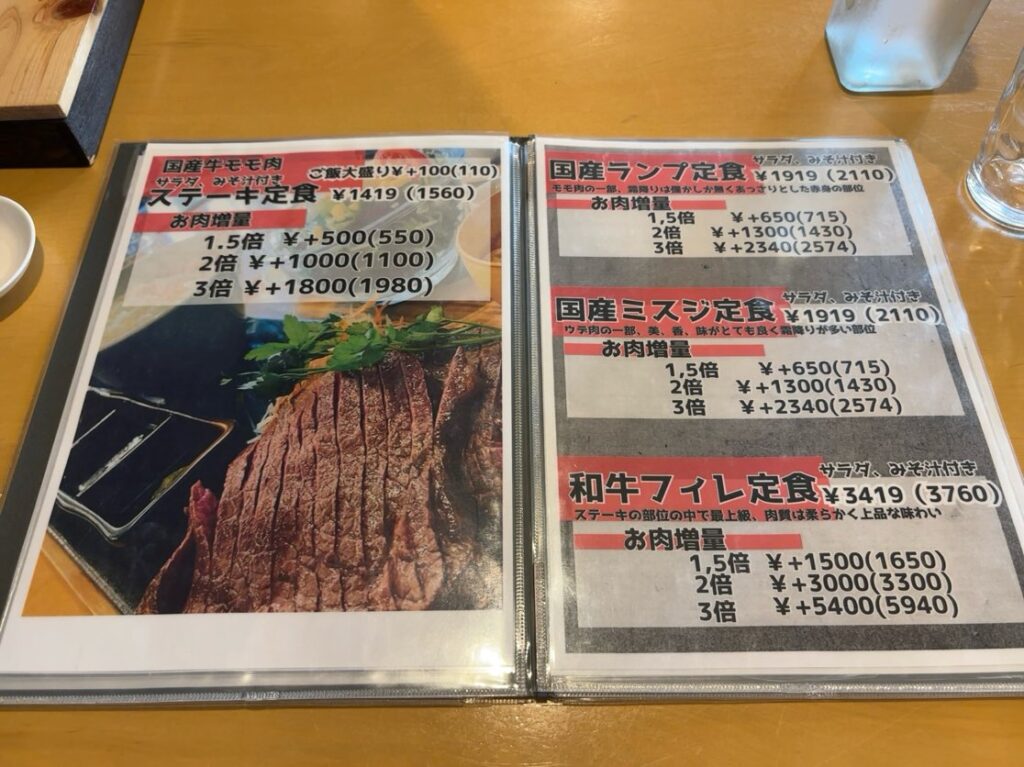 国産牛モモ肉
サラダ、みそ汁付き
ご飯大盛り¥+100(110)
ステーキ定食 ¥1419 (1560)
お肉増量
1.5倍 ¥+500(550)
2倍 ¥+1000(1100)
3倍 ¥+1800(1980)
国産ランプ定食 サラダ、みそ汁付き
¥1919 (2110)
モモ肉の一部、霜降りは僅かしか無くあっさりとした赤身の部位
お肉増量
1,5倍 ¥+650(715)
2倍 ¥+1300(1430)
3倍 ¥+2340(2574)
国産ミスジ定食 サラダ、みそ汁付き
¥1919 (2110)
ウデ肉の一部、美、香、味がとても良く霜降りが多い部位
お肉増量
1,5倍 ¥+650(715)
2倍 ¥+1300(1430)
3倍 ¥+2340(2574)
和牛フィレ定食 サラダ、みそ汁付き
¥3419 (3760)
ステーキの部位の中で最上級、肉質は柔らかく上品な味わい
お肉増量
1,5倍 ¥+1500(1650)
2倍 ¥+3000(3300)
3倍 ¥+5400(5940)